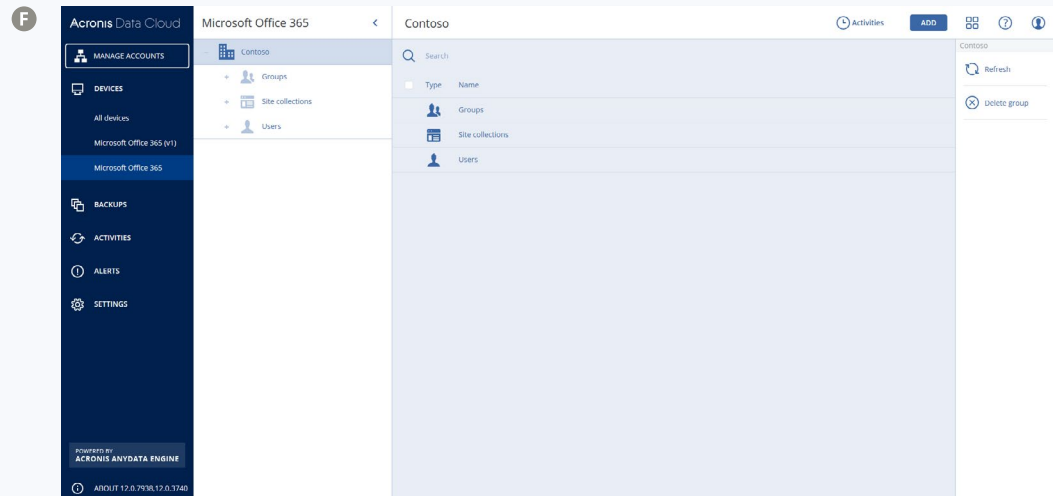 F
Acronis Data Cloud
MANAGE ACCOUNTS
DEVICES
All devices
Microsoft Office 365 (v1)
Microsoft Office 365
BACKUPS
ACTIVITIES
ALERTS
SETTINGS
POWERED BY
ACRONIS ANYDATA ENGINE
ABOUT 12.0.7938,12.0.3740
Microsoft Office 365
Contoso
Groups
Site collections
Users
Contoso
Activities
ADD
Search
Type Name
Groups
Site collections
Users
Contoso
Refresh
Delete group